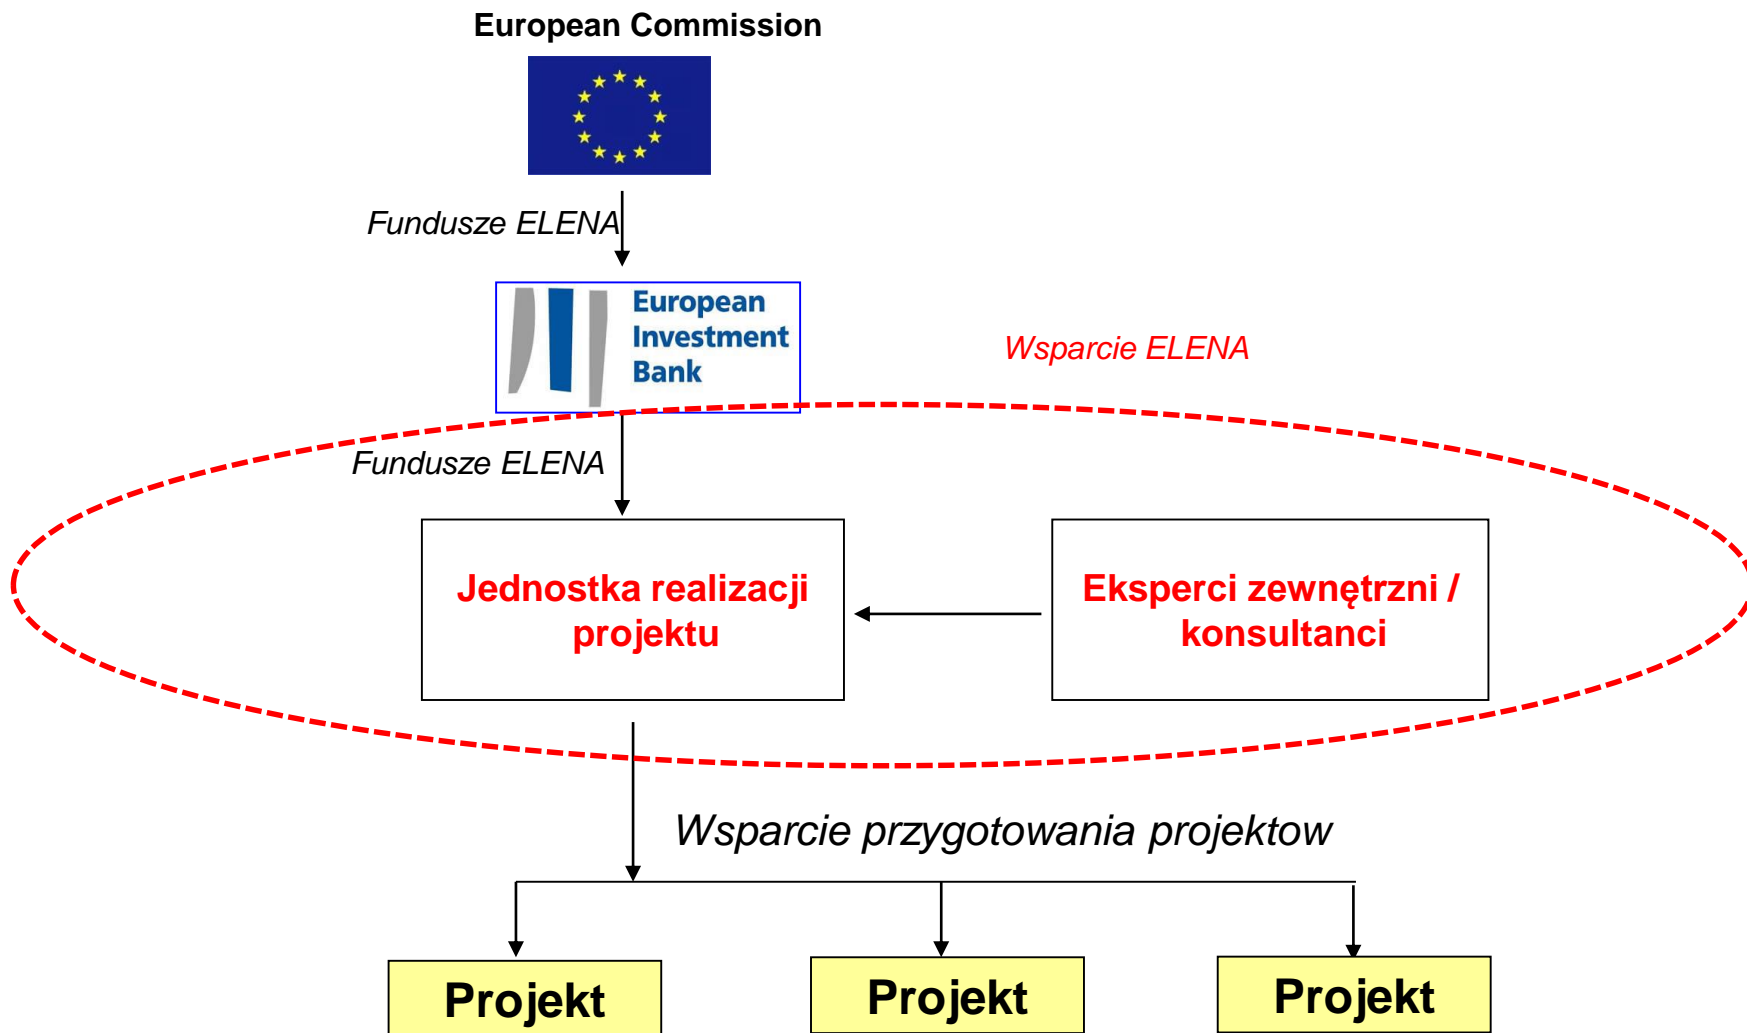 European Commission
Fundusze ELENA
European
Investment
Bank
Wsparcie ELENA
Fundusze ELENA
Jednostka realizacji
projektu
Eksperci zewnętrzni /
konsultanci
Wsparcie przygotowania projektow
Projekt
Projekt
Projekt